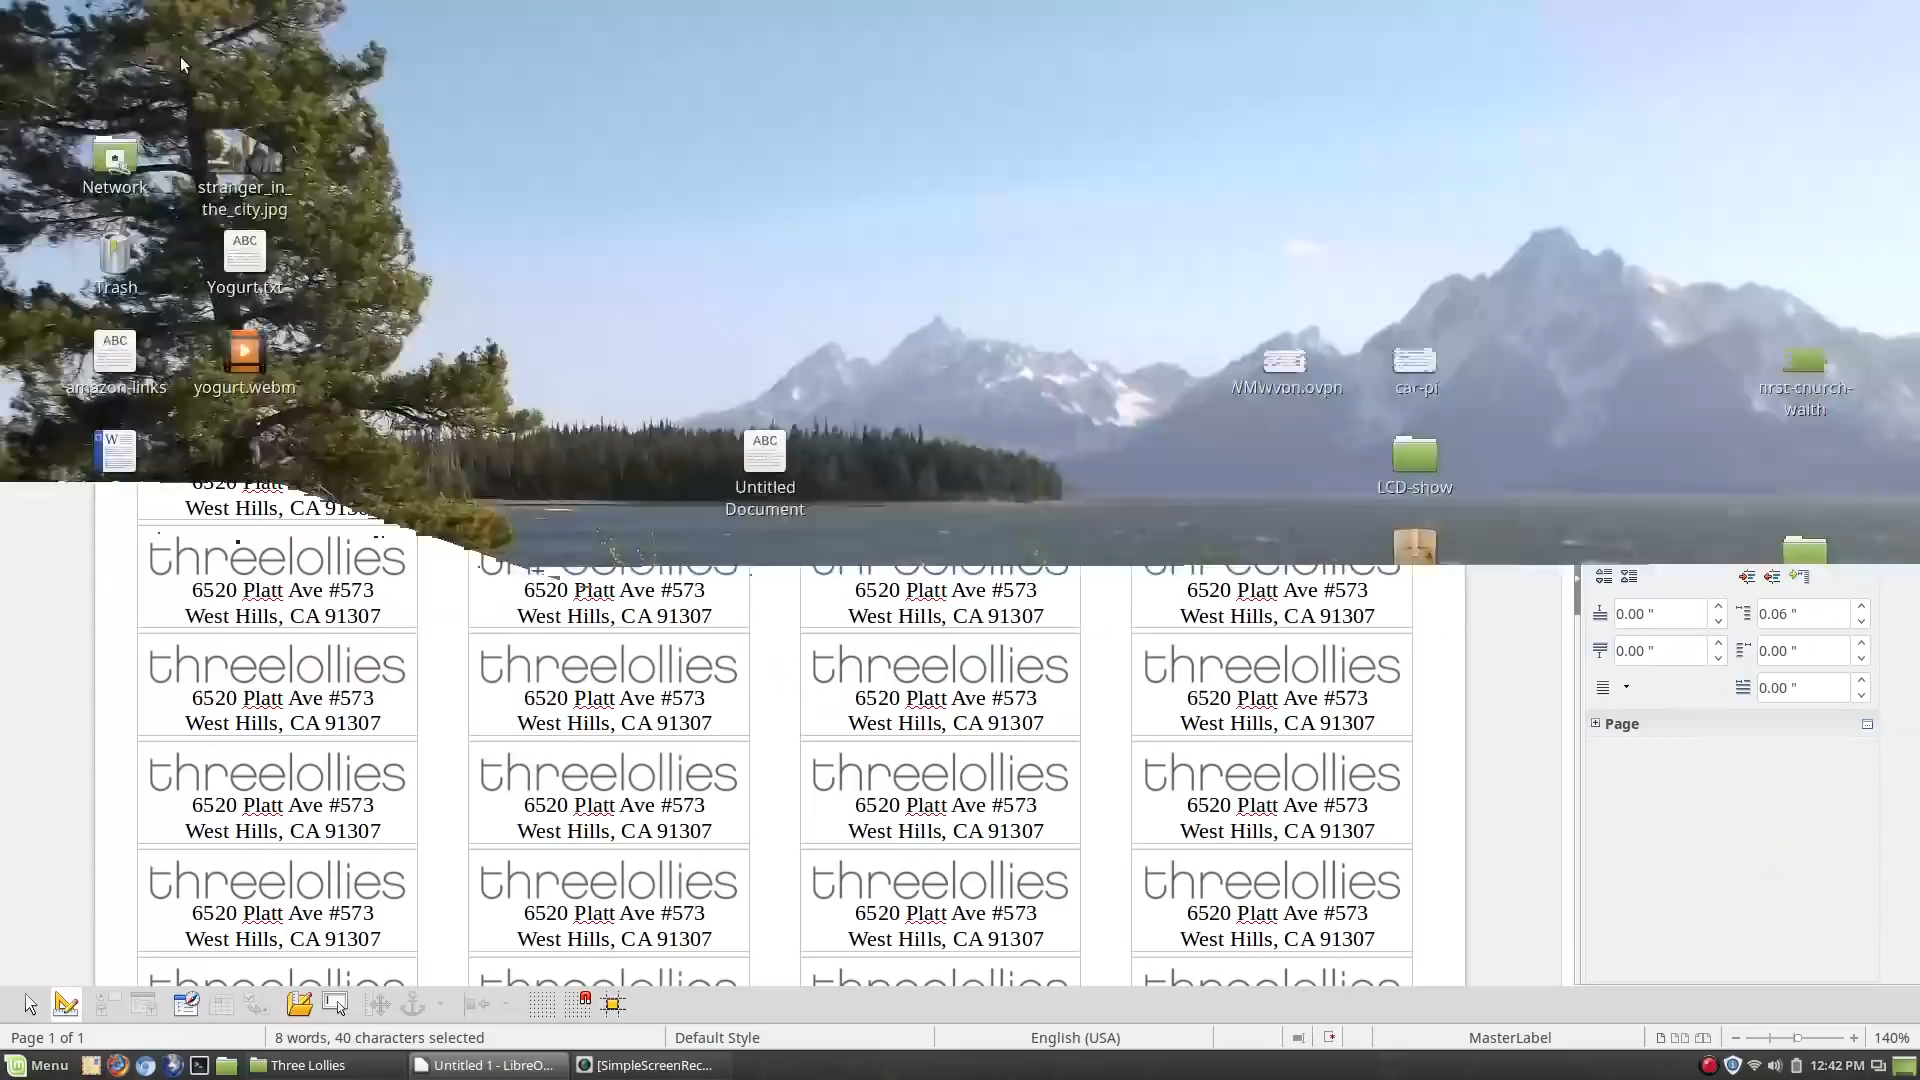 Network
stranger_in_
the_city.jpg
ABC
Trash
Yogurt.txt
ABC
amazon-links
yogurt.webm
car-pi
W
ABC
Untitled
Document
LCD-show
West Hills, CA
threelollies
6520 Platt Ave #573
West Hills, CA 91307
6520 Platt Ave #573
West Hills, CA 91307
6520 Platt Ave #573
West Hills, CA 91307
6520 Platt Ave #573
West Hills, CA 91307
0.00 "
0.06 "
0.00 "
0.00 "
0.00 "
Page
threelollies
6520 Platt Ave #573
West Hills, CA 91307
threelollies
6520 Platt Ave #573
West Hills, CA 91307
threelollies
6520 Platt Ave #573
West Hills, CA 91307
threelollies
6520 Platt Ave #573
West Hills, CA 91307
threelollies
6520 Platt Ave #573
West Hills, CA 91307
threelollies
6520 Platt Ave #573
West Hills, CA 91307
threelollies
6520 Platt Ave #573
West Hills, CA 91307
threelollies
6520 Platt Ave #573
West Hills, CA 91307
threelollies
6520 Platt Ave #573
West Hills, CA 91307
threelollies
6520 Platt Ave #573
West Hills, CA 91307
threelollies
6520 Platt Ave #573
West Hills, CA 91307
threelollies
6520 Platt Ave #573
West Hills, CA 91307
Page 1 of 1
8 words, 40 characters selected
Default Style
English (USA)
MasterLabel
140%
Menu
Three Lollies
Untitled 1 - LibreO...
[SimpleScreenRec...
12:42 PM